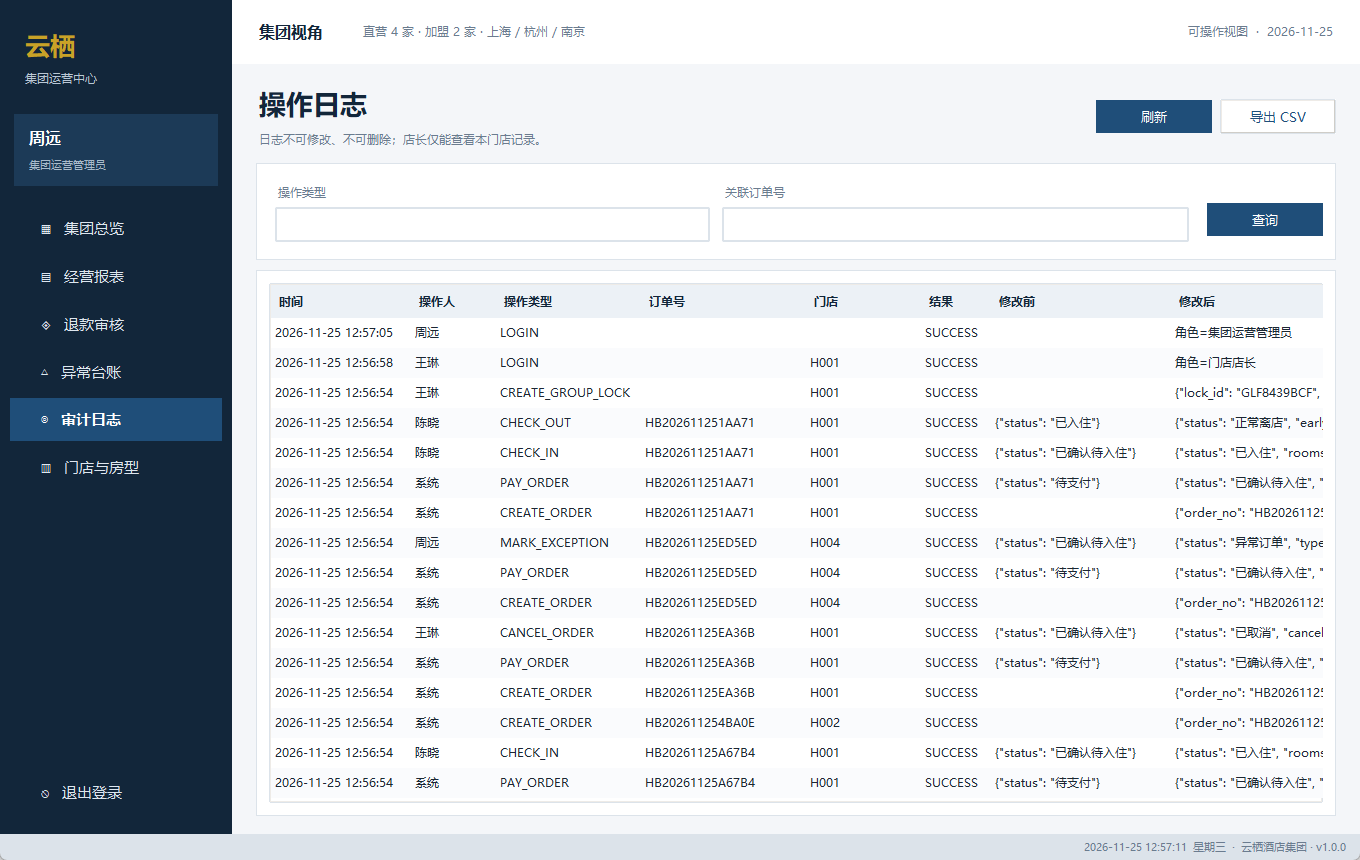 云栖
集团运营中心
周远
集团运营管理员
集团总览
经营报表
退款审核
异常台账
审计日志
门店与房型
退出登录
集团视角 直营 4 家 · 加盟 2 家 · 上海 / 杭州 / 南京 可操作视图 · 2026-11-25
操作日志
日志不可修改、不可删除；店长仅能查看本门店记录。
刷新 导出 CSV
操作类型 关联订单号
查询
时间 操作人 操作类型 订单号 门店 结果 修改前 修改后
2026-11-25 12:57:05 周远 LOGIN SUCCESS 角色=集团运营管理员
2026-11-25 12:56:58 王琳 LOGIN H001 SUCCESS 角色=门店店长
2026-11-25 12:56:54 王琳 CREATE_GROUP_LOCK H001 SUCCESS {"lock_id": "GLF8439BCF",
2026-11-25 12:56:54 陈晓 CHECK_OUT HB202611251AA71 H001 SUCCESS {"status": "已入住"} {"status": "正常离店", "earl
2026-11-25 12:56:54 陈晓 CHECK_IN HB202611251AA71 H001 SUCCESS {"status": "已确认待入住"} {"status": "已入住", "rooms
2026-11-25 12:56:54 系统 PAY_ORDER HB202611251AA71 H001 SUCCESS {"status": "待支付"} {"status": "已确认待入住", "
2026-11-25 12:56:54 系统 CREATE_ORDER HB202611251AA71 H001 SUCCESS {"order_no": "HB20261125
2026-11-25 12:56:54 周远 MARK_EXCEPTION HB20261125ED5ED H004 SUCCESS {"status": "已确认待入住"} {"status": "异常订单", "type
2026-11-25 12:56:54 系统 PAY_ORDER HB20261125ED5ED H004 SUCCESS {"status": "待支付"} {"status": "已确认待入住", "
2026-11-25 12:56:54 系统 CREATE_ORDER HB20261125ED5ED H004 SUCCESS {"order_no": "HB20261125
2026-11-25 12:56:54 王琳 CANCEL_ORDER HB20261125EA36B H001 SUCCESS {"status": "已确认待入住"} {"status": "已取消", "cancel
2026-11-25 12:56:54 系统 PAY_ORDER HB20261125EA36B H001 SUCCESS {"status": "待支付"} {"status": "已确认待入住", "
2026-11-25 12:56:54 系统 CREATE_ORDER HB20261125EA36B H001 SUCCESS {"order_no": "HB20261125
2026-11-25 12:56:54 系统 CREATE_ORDER HB202611254BA0E H002 SUCCESS {"order_no": "HB20261125
2026-11-25 12:56:54 陈晓 CHECK_IN HB20261125A67B4 H001 SUCCESS {"status": "已确认待入住"} {"status": "已入住", "rooms
2026-11-25 12:56:54 系统 PAY_ORDER HB20261125A67B4 H001 SUCCESS {"status": "待支付"} {"status": "已确认待入住", "
2026-11-25 12:57:11 星期三 · 云栖酒店集团 · v1.0.0